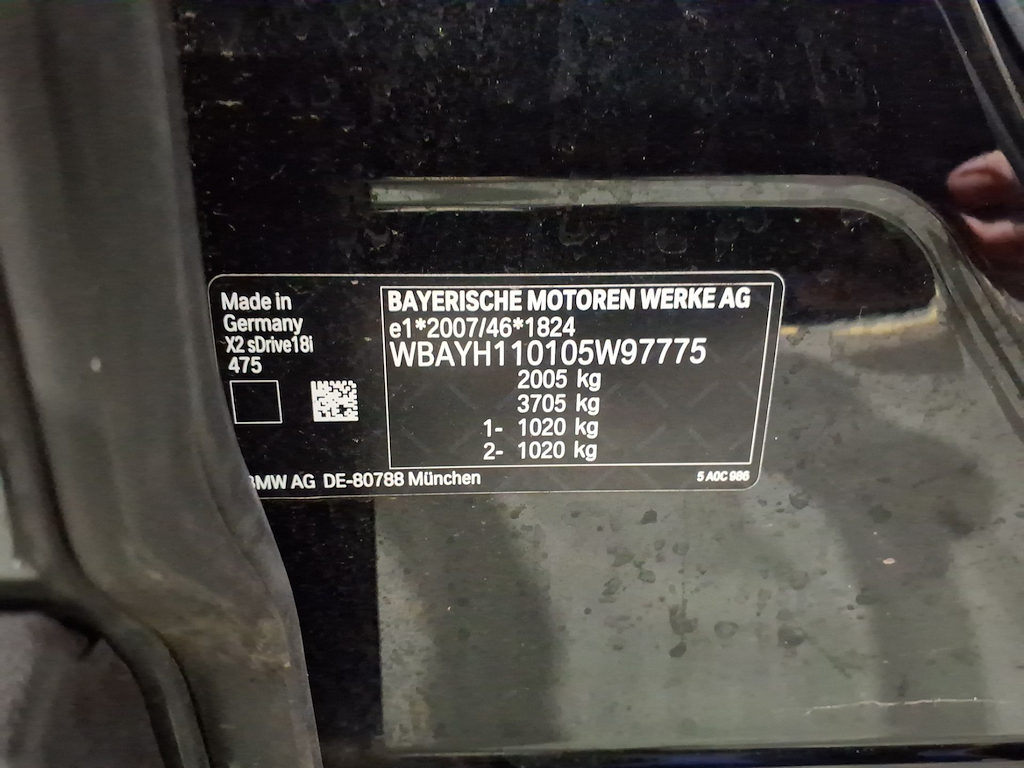 Made in
Germany
X2 sDrive18i
475
BAYERISCHE MOTOREN WERKE AG
e1*2007/46*1824
WBAYH110105W97775
2005 kg
3705 kg
1- 1020 kg
2- 1020 kg
BMW AG DE-80788 München
5 A0C 986